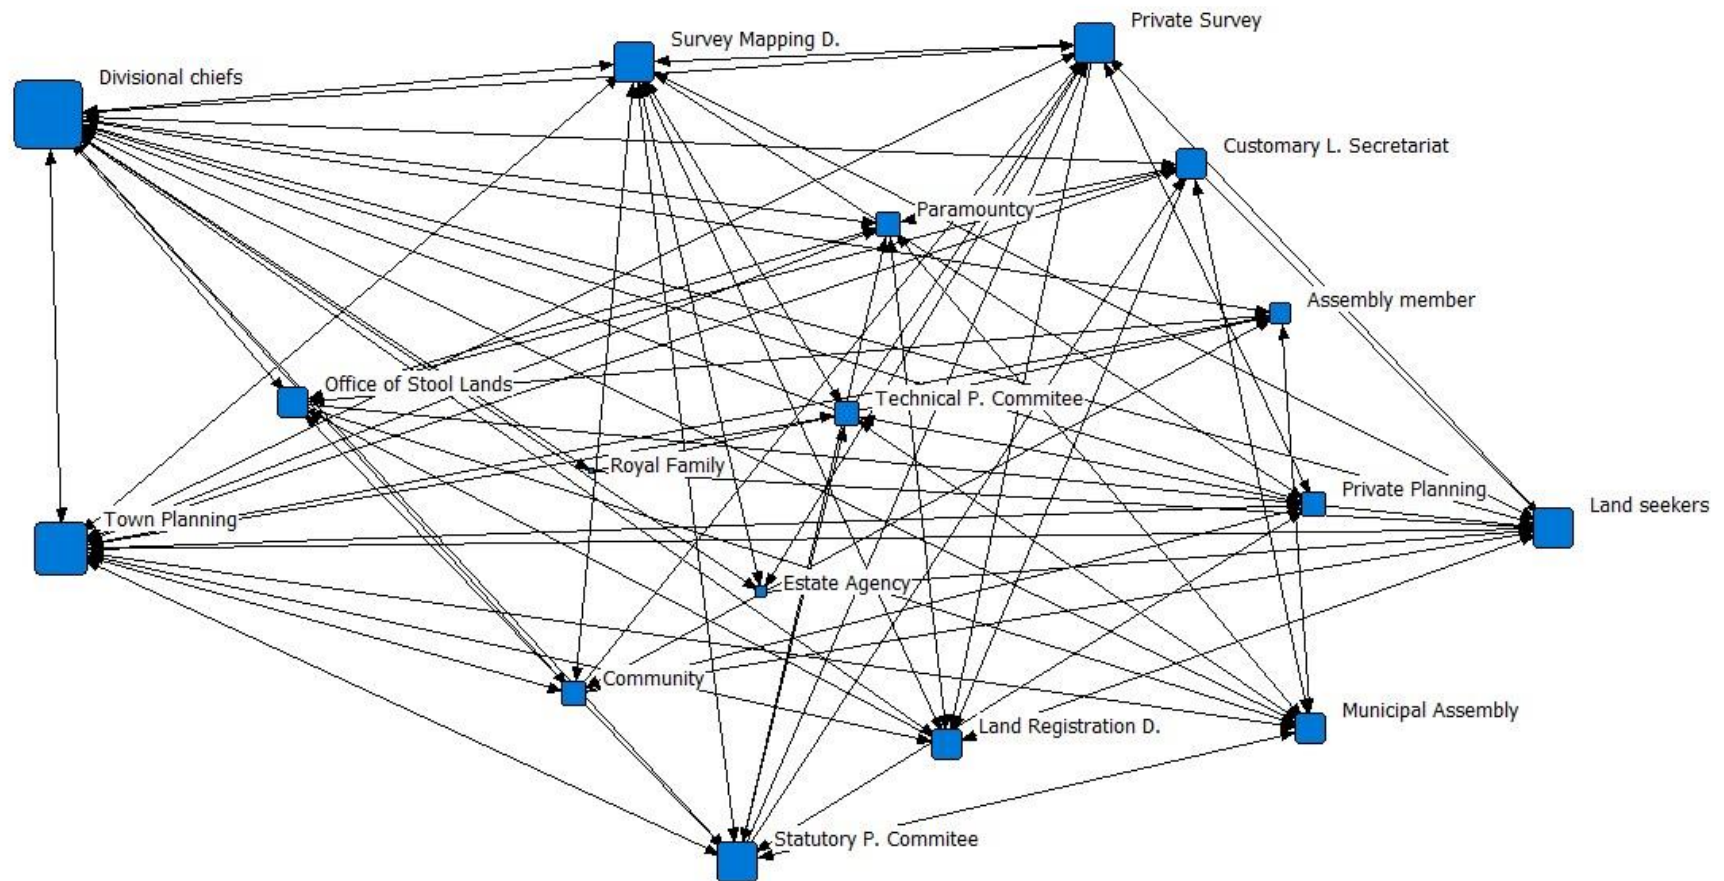 Private Survey
Survey Mapping D.
Divisional chiefs
Customary L. Secretariat
Paramountcy
Assembly member
Office of Stool Lands
Technical P. Commitee
Royal Family
Private Planning
Land seekers
Town Planning
Estate Agency
Community
Municipal Assembly
Land Registration D.
Statutory P. Commitee